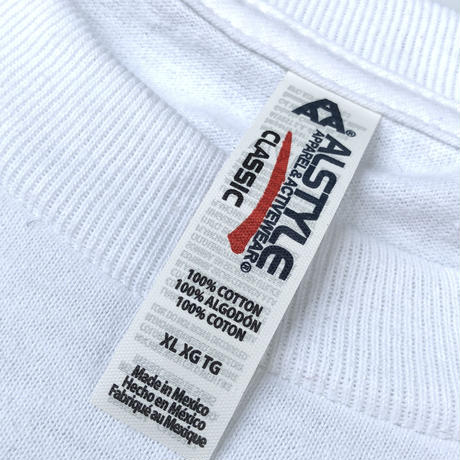 ALSTYLE®
APPAREL & ACTIVEWEAR®
CLASSIC
100% COTTON
100% ALGODÓN
100% COTON
XL XG TG
Made in Mexico
Hecho en México
Fabriqué au Mexique